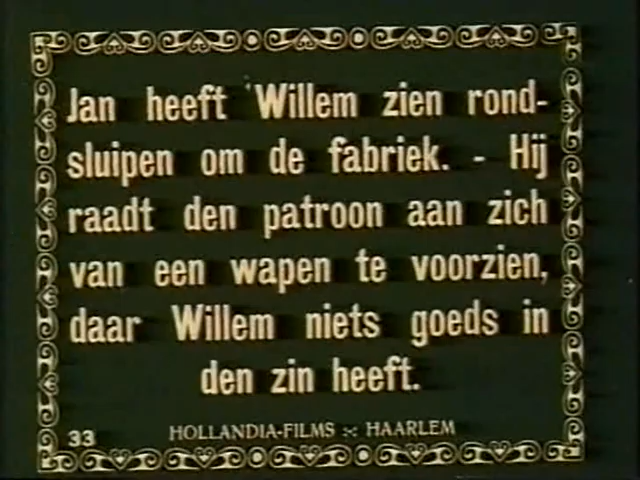 Jan heeft Willem zien rond-
sluipen om de fabriek. - Hij
raadt den patroon aan zich
van een wapen te voorzien,
daar Willem niets goeds in
den zin heeft.
33 HOLLANDIA-FILMS :-: HAARLEM